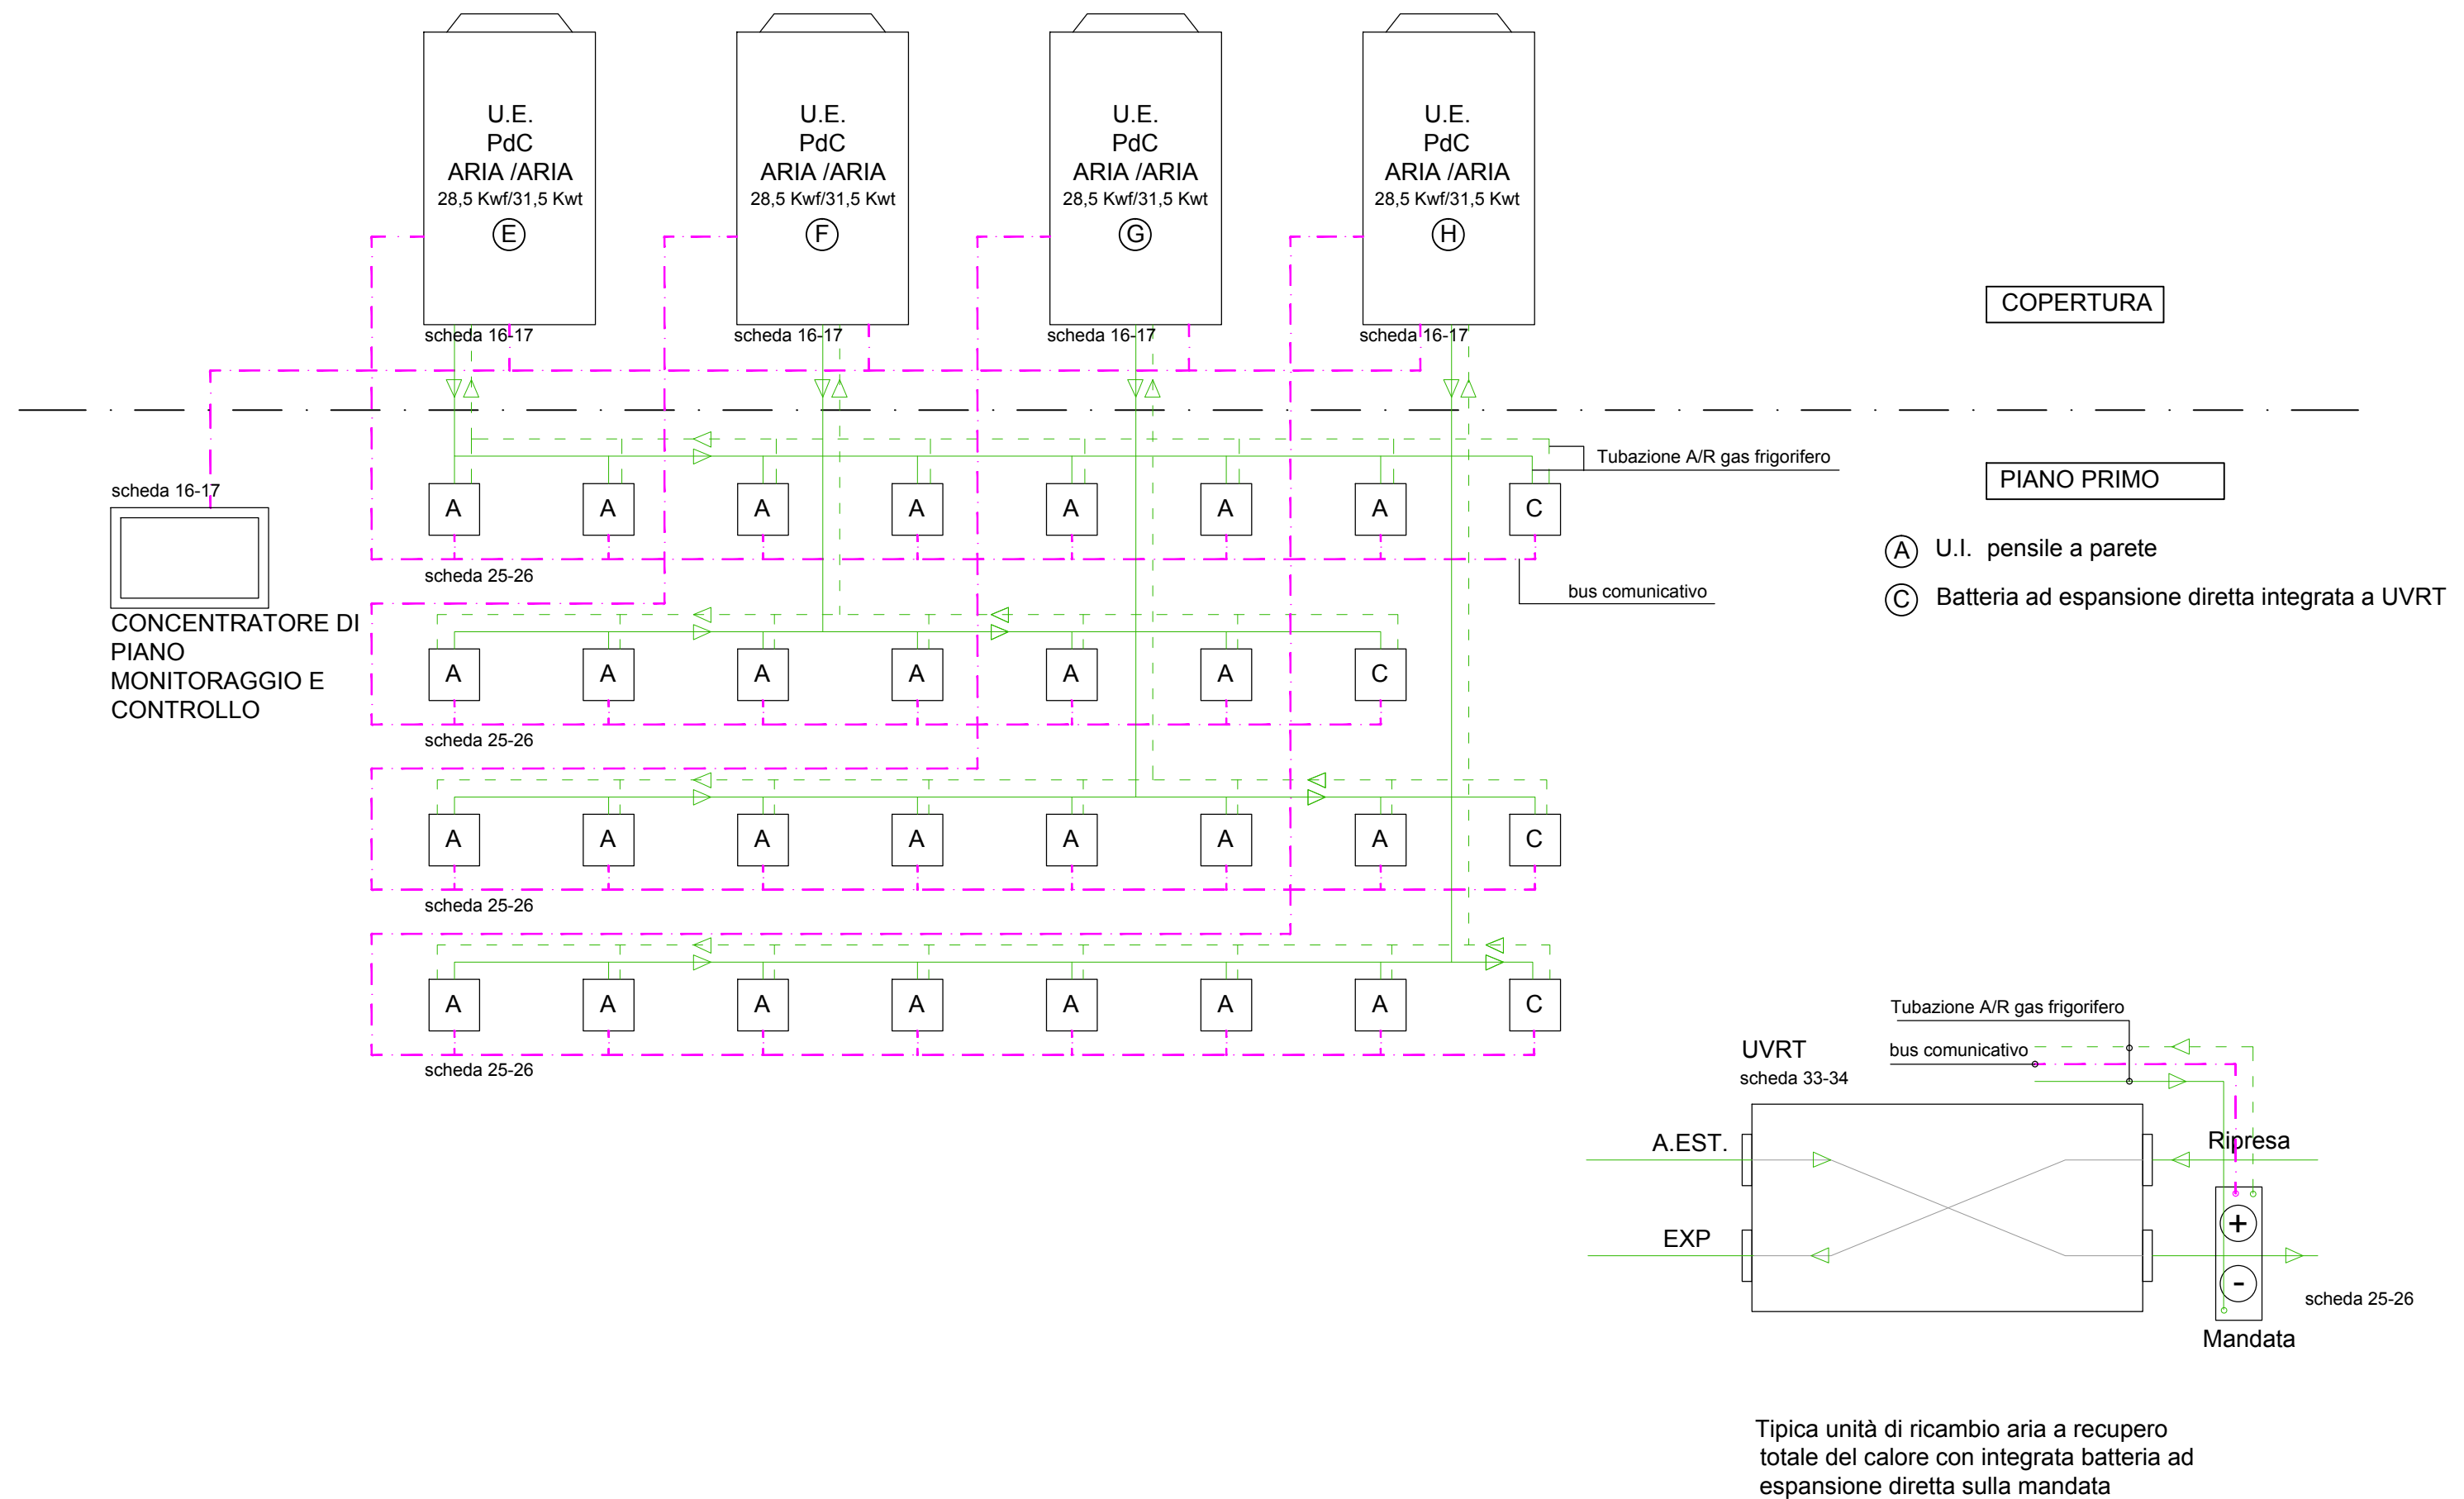 U.E.
PdC
ARIA /ARIA
28,5 Kwf/31,5 Kwt
E
scheda 16-17
U.E.
PdC
ARIA /ARIA
28,5 Kwf/31,5 Kwt
F
scheda 16-17
U.E.
PdC
ARIA /ARIA
28,5 Kwf/31,5 Kwt
G
scheda 16-17
U.E.
PdC
ARIA /ARIA
28,5 Kwf/31,5 Kwt
H
scheda 16-17
COPERTURA
Tubazione A/R gas frigorifero
PIANO PRIMO
scheda 16-17
CONCENTRATORE DI
PIANO
MONITORAGGIO E
CONTROLLO
A A A A A A A C
scheda 25-26
bus comunicativo
A U.I. pensile a parete
C Batteria ad espansione diretta integrata a UVRT
A A A A A A C
scheda 25-26
A A A A A A A C
scheda 25-26
A A A A A A A C
scheda 25-26
Tubazione A/R gas frigorifero
UVRT
bus comunicativo
scheda 33-34
A.EST.
Ripresa
+
EXP
-
scheda 25-26
Mandata
Tipica unità di ricambio aria a recupero
totale del calore con integrata batteria ad
espansione diretta sulla mandata